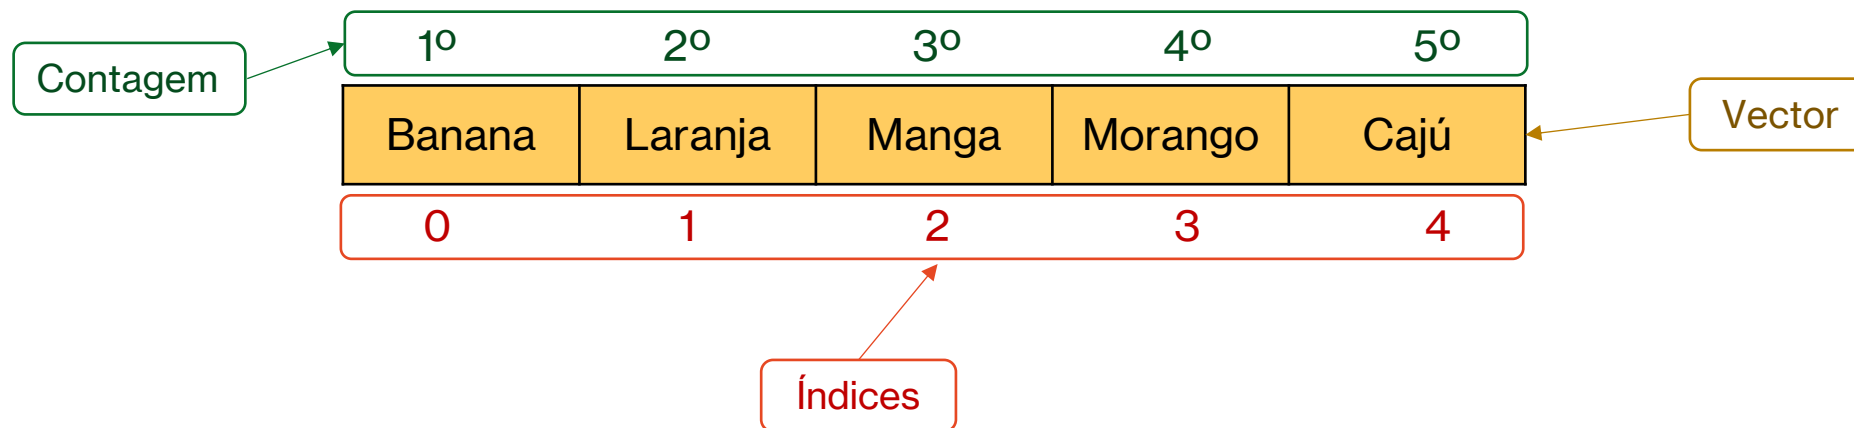 1º 2º 3º 4º 5º
Contagem
Banana Laranja Manga Morango Cajú
Vector
0 1 2 3 4
Índices